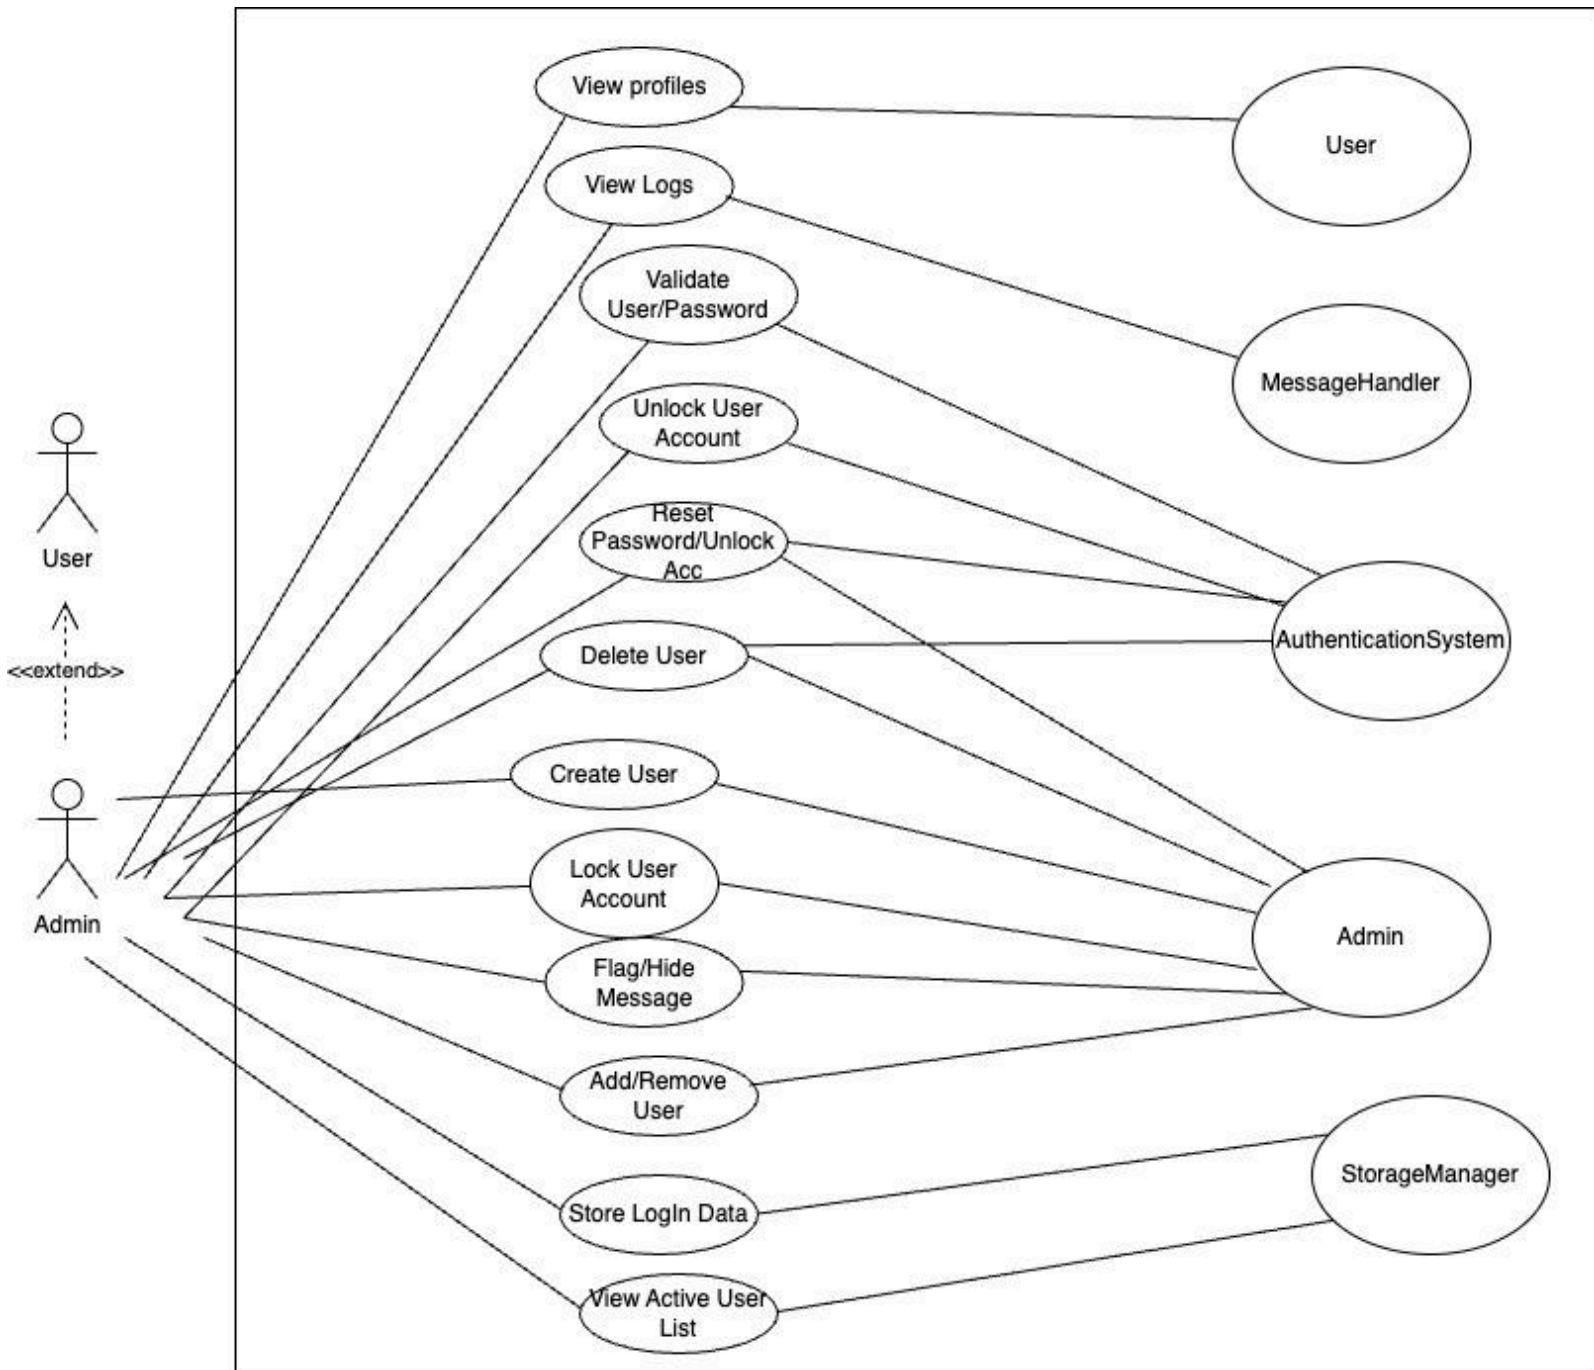 View profiles
User
View Logs
Validate
User/Password
MessageHandler
Unlock User
Account
User
Reset
Password/Unlock
Acc
AuthenticationSystem
Delete User
<<extend>>
Create User
Lock User
Account
Admin
Admin
Flag/Hide
Message
Add/Remove
User
StorageManager
Store LogIn Data
View Active User
List